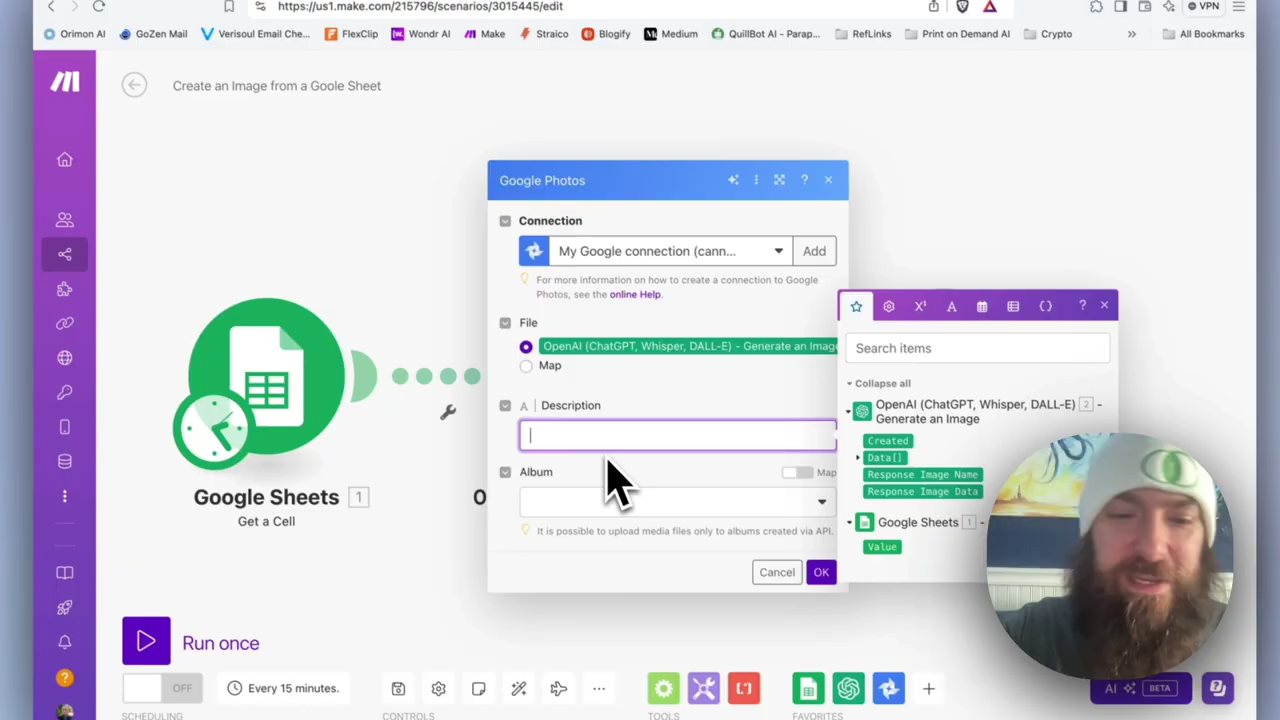 https://us1.make.com/215796/scenarios/3015445/edit
VPN
Orimon AI
GoZen Mail
Verisoul Email Che...
FlexClip
Wondr AI
Make
Straico
Blogify
Medium
QuillBot AI - Parap...
RefLinks
Print on Demand AI
Crypto
»
All Bookmarks
Create an Image from a Goole Sheet
Google Photos
?
Connection
My Google connection (cann...
Add
For more information on how to create a connection to Google
Photos, see the online Help.
File
OpenAI (ChatGPT, Whisper, DALL-E) - Generate an Image
Map
A | Description
Album
Map
It is possible to upload media files only to albums created via API.
Cancel
OK
Search items
Collapse all
OpenAI (ChatGPT, Whisper, DALL-E) 2 -
Generate an Image
Created
Data[]
Response Image Name
Response Image Data
Google Sheets 1 -
Value
Google Sheets 1
Get a Cell
O
Run once
OFF
Every 15 minutes.
SCHEDULING
CONTROLS
TOOLS
FAVORITES
AI
BETA